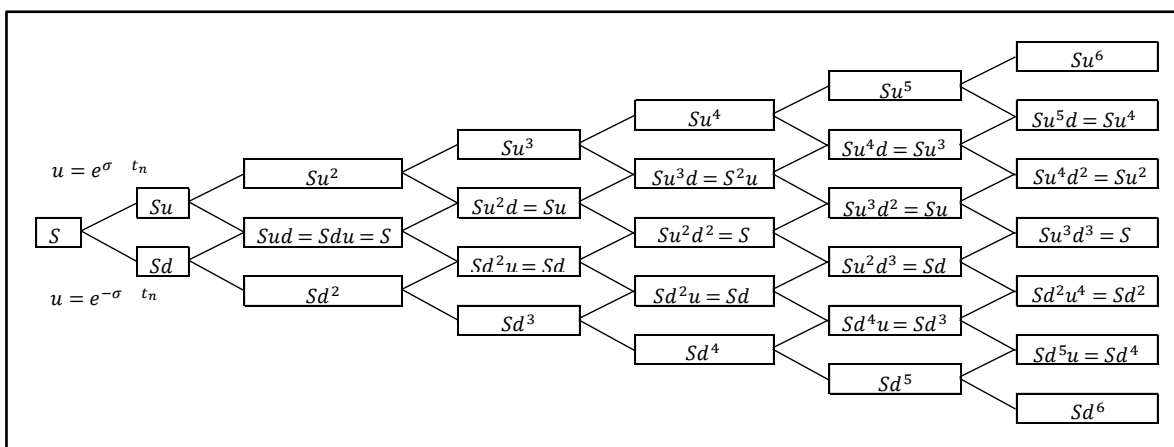 Su⁶
Su⁵
Su⁴
Su⁵d = Su⁴
Su³
Su⁴d = Su³
u = e^σ t_n
Su²
Su³d = S²u
Su⁴d² = Su²
Su
Su²d = Su
Su³d² = Su
S
Sud = Sdu = S
Su²d² = S
Su³d³ = S
Sd
Sd²u = Sd
Su²d³ = Sd
u = e^−σ t_n
Sd²
Sd²u = Sd
Sd²u⁴ = Sd²
Sd³
Sd⁴u = Sd³
Sd⁴
Sd⁵u = Sd⁴
Sd⁵
Sd⁶